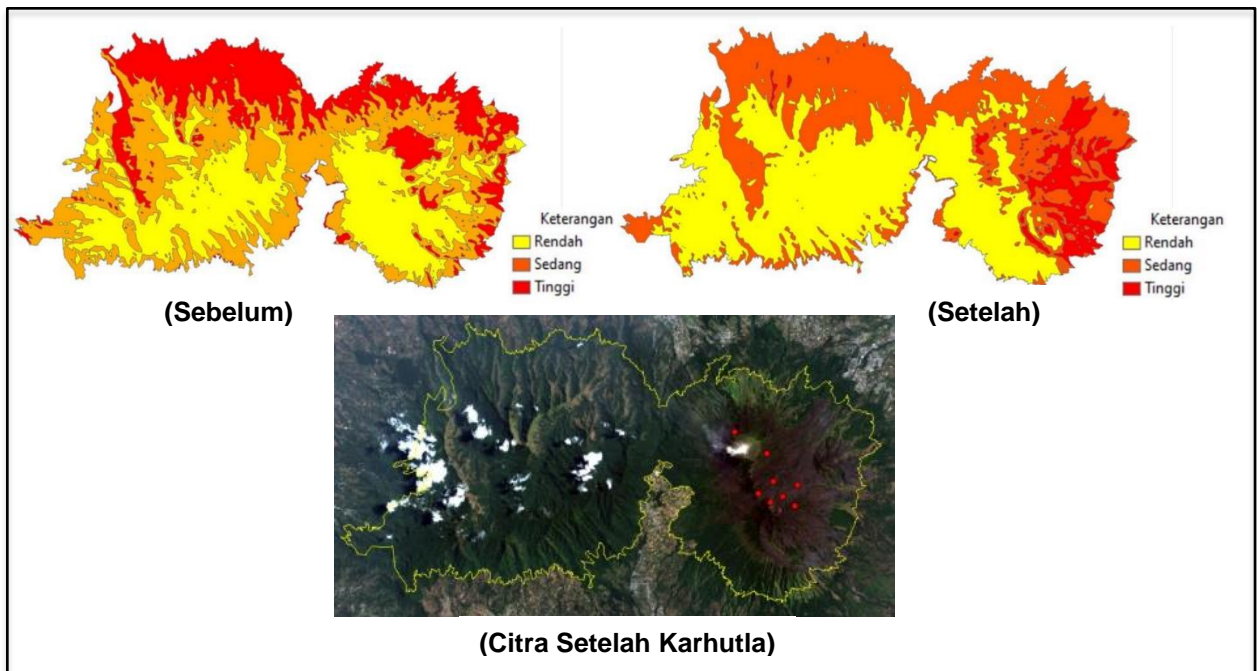 Keterangan
Rendah
Sedang
Tinggi
(Sebelum)
Keterangan
Rendah
Sedang
Tinggi
(Setelah)
(Citra Setelah Karhutla)